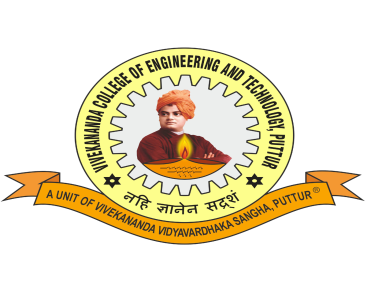 VIVEKANANDA COLLEGE OF ENGINEERING AND TECHNOLOGY, PUTTUR
नहि ज्ञानेन सदृशं
A UNIT OF VIVEKANANDA VIDYAVARDHAKA SANGHA, PUTTUR ®